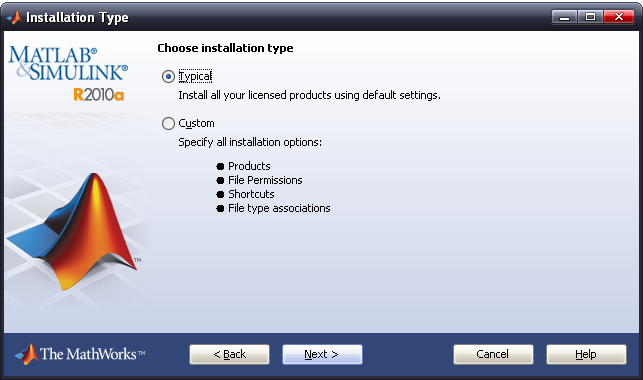 Installation Type
MATLAB®
&SIMULINK®
R2010a
Choose installation type
Typical
Install all your licensed products using default settings.
Custom
Specify all installation options:
● Products
● File Permissions
● Shortcuts
● File type associations
TM
The MathWorks™
< Back
Next >
Cancel
Help